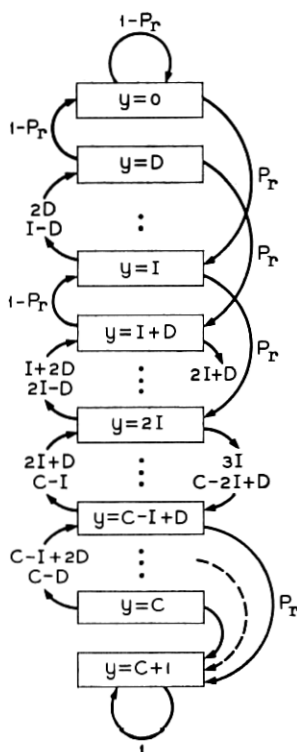 1-Pr
y=0
1-Pr
y=D
Pr
2D
I-D
y=I
Pr
1-Pr
y=I+D
Pr
I+2D
2I-D
2I+D
y=2I
2I+D
C-I
3I
C-2I+D
y=C-I+D
C-I+2D
C-D
Pr
y=C
y=C+1
1